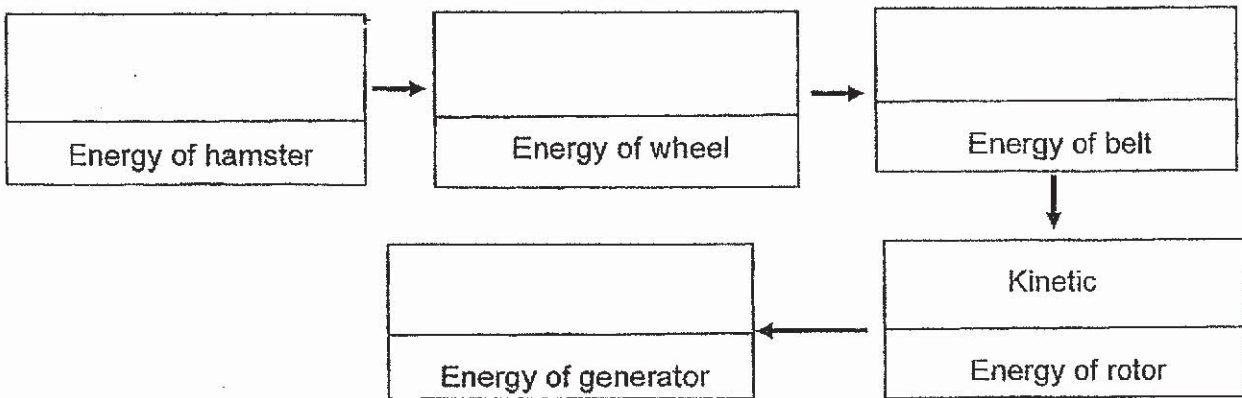 Energy of hamster
Energy of wheel
Energy of belt
Kinetic
Energy of rotor
Energy of generator